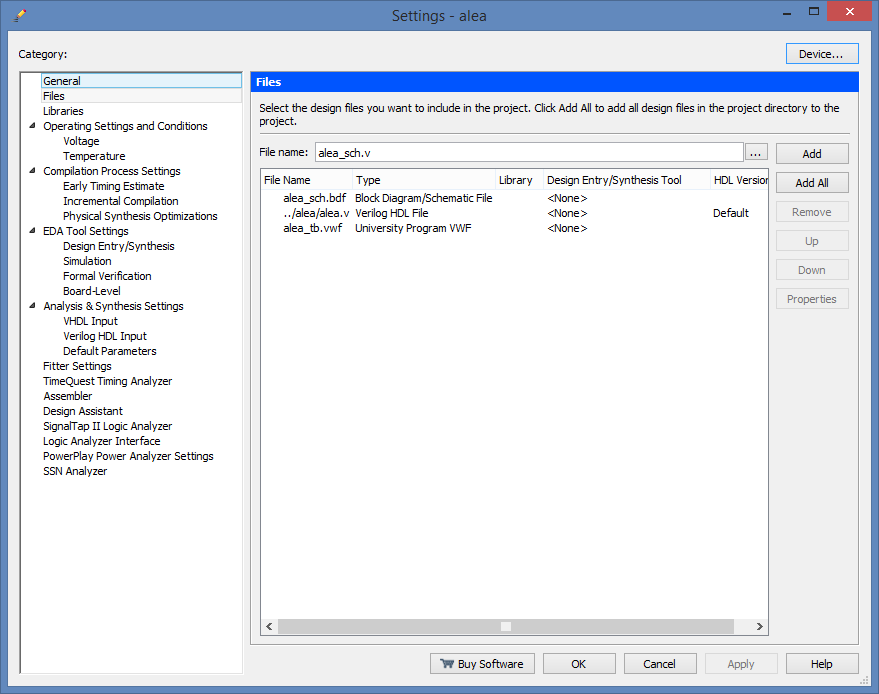 Settings - alea
Category:
Device...
General
Files
Libraries
Operating Settings and Conditions
Voltage
Temperature
Compilation Process Settings
Early Timing Estimate
Incremental Compilation
Physical Synthesis Optimizations
EDA Tool Settings
Design Entry/Synthesis
Simulation
Formal Verification
Board-Level
Analysis & Synthesis Settings
VHDL Input
Verilog HDL Input
Default Parameters
Fitter Settings
TimeQuest Timing Analyzer
Assembler
Design Assistant
SignalTap II Logic Analyzer
Logic Analyzer Interface
PowerPlay Power Analyzer Settings
SSN Analyzer
Files
Select the design files you want to include in the project. Click Add All to add all design files in the project directory to the
project.
File name: alea_sch.v ... Add
File Name Type Library Design Entry/Synthesis Tool HDL Version
alea_sch.bdf Block Diagram/Schematic File <None>
../alea/alea.v Verilog HDL File <None> Default
alea_tb.vwf University Program VWF <None>
Add All
Remove
Up
Down
Properties
Buy Software OK Cancel Apply Help